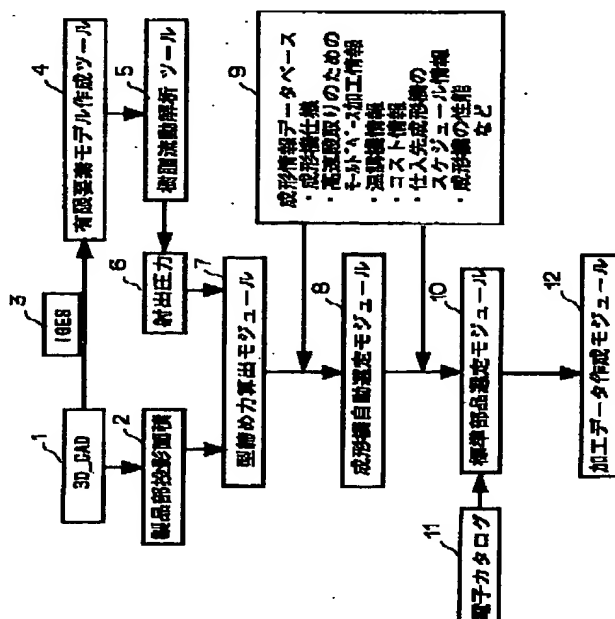 1
3D_CAD
2
製品部投影面積
3
IGES
4
有限要素モデル作成ツール
5
樹脂流動解析 ツール
6
射出圧力
7
型締め力算出モジュール
8
成形機自動選定モジュール
9
成形情報データベース
・成形機仕様
・高速段取りのための
モールドベース加工情報
・温調機情報
・コスト情報
・仕入先成形機の
スケジュール情報
・成形機の性能
など
10
標準部品選定モジュール
11
電子カタログ
12
加工データ作成モジュール